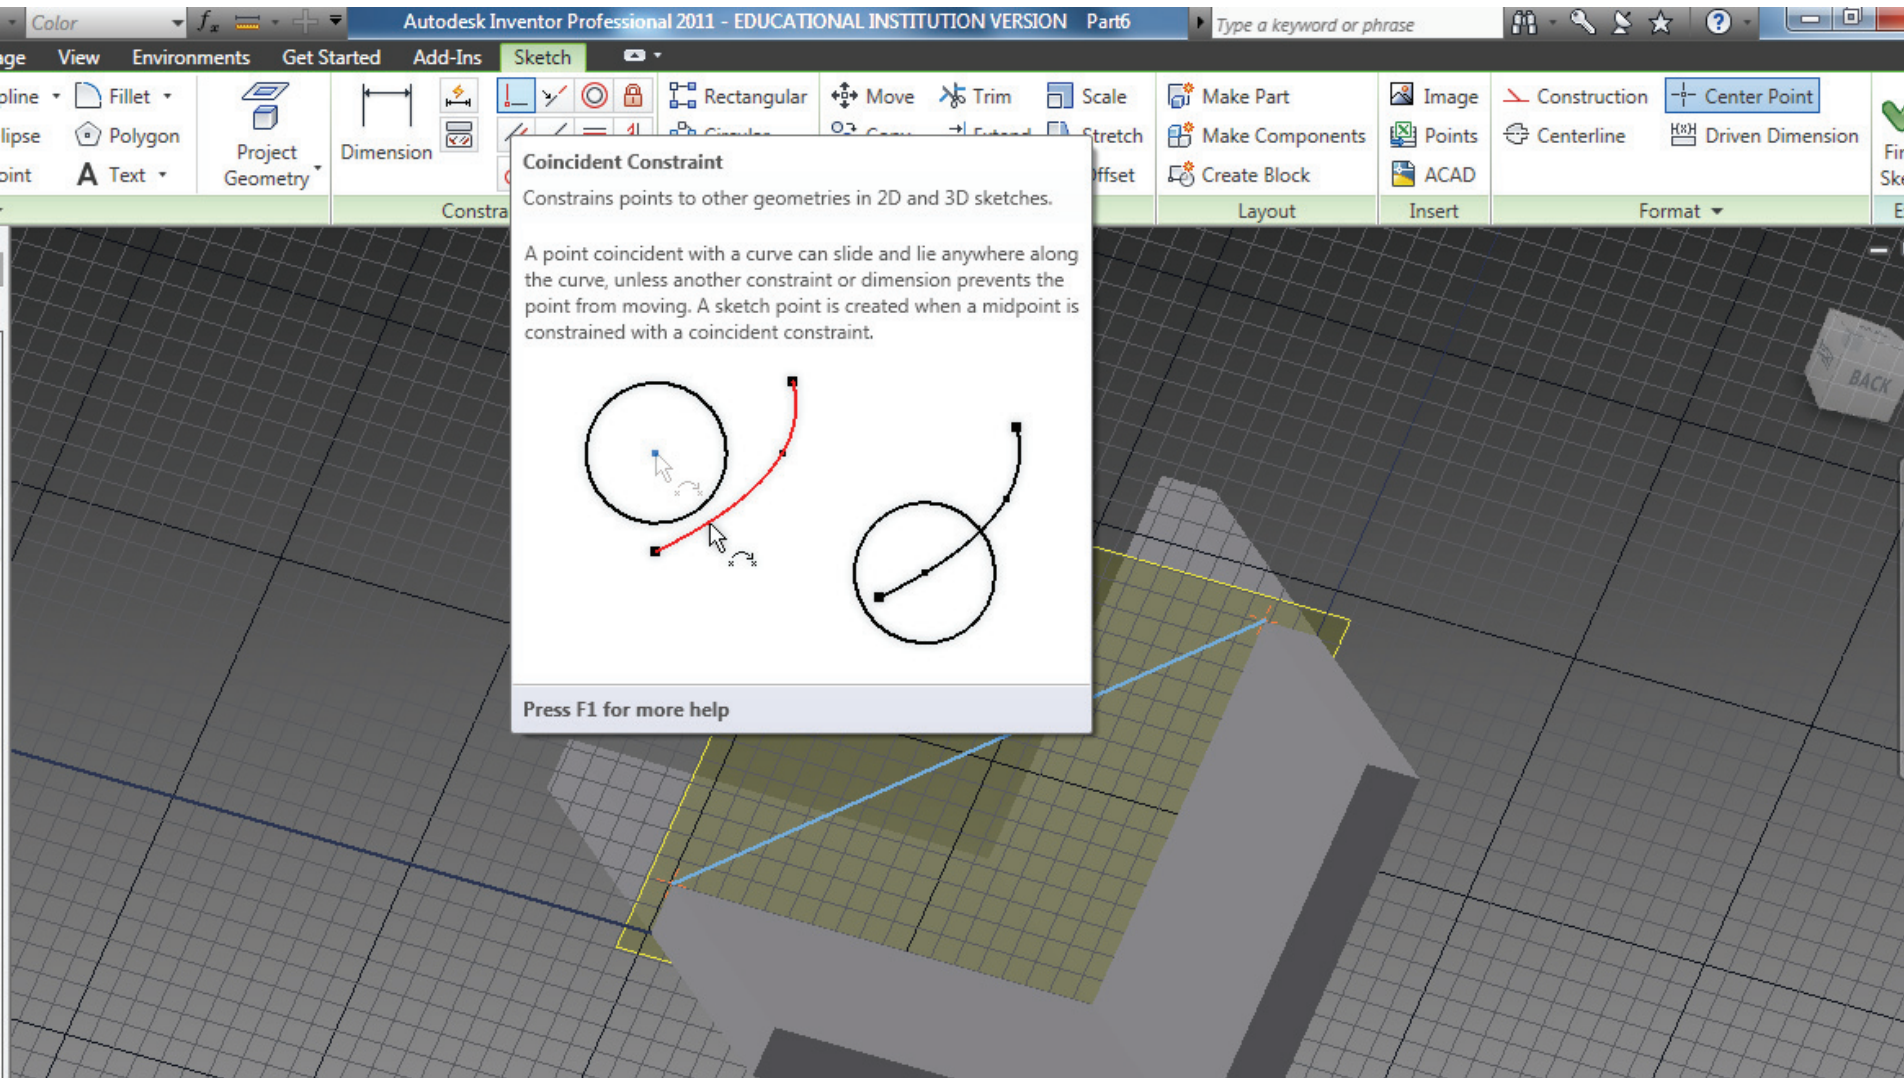 Color
Autodesk Inventor Professional 2011 - EDUCATIONAL INSTITUTION VERSION Part6
Type a keyword or phrase
View Environments Get Started Add-Ins Sketch
Fillet
Rectangular Move Trim Scale
Make Part
Image Construction Center Point
Polygon
Stretch
Make Components
Points Centerline Driven Dimension
Project
Geometry
Dimension
Text
Create Block
ACAD
Layout Insert Format
Coincident Constraint
Constrains points to other geometries in 2D and 3D sketches.
A point coincident with a curve can slide and lie anywhere along
the curve, unless another constraint or dimension prevents the
point from moving. A sketch point is created when a midpoint is
constrained with a coincident constraint.
Press F1 for more help
BACK